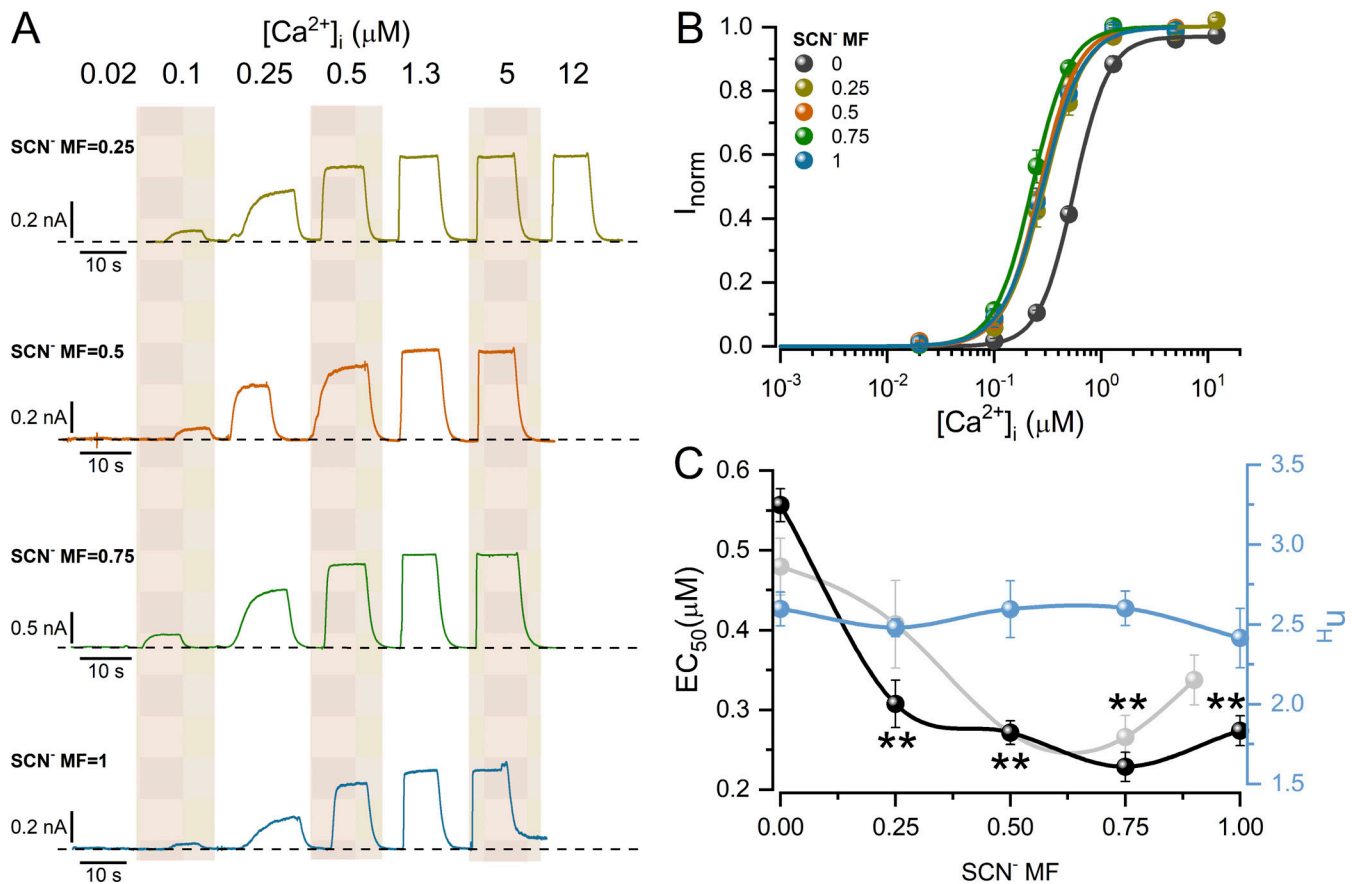 A
[Ca²⁺]ᵢ (μM)
0.02 0.1 0.25 0.5 1.3 5 12
SCN⁻ MF=0.25
0.2 nA
10 s
SCN⁻ MF=0.5
0.2 nA
10 s
SCN⁻ MF=0.75
0.5 nA
10 s
SCN⁻ MF=1
0.2 nA
10 s
B
SCN⁻ MF
0
0.25
0.5
0.75
1
1.0
0.8
0.6
0.4
0.2
0.0
Iₙₒᵣₘ
10⁻³ 10⁻² 10⁻¹ 10⁰ 10¹
[Ca²⁺]ᵢ (μM)
C
0.6
0.5
0.4
0.3
0.2
EC₅₀(μM)
3.5
3.0
2.5
2.0
1.5
n_H
** ** ** **
0.00 0.25 0.50 0.75 1.00
SCN⁻ MF